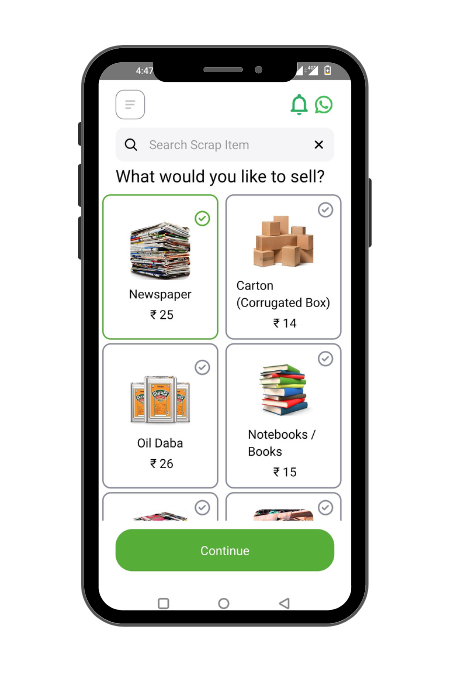 4:47
Search Scrap Item
What would you like to sell?
Newspaper
₹ 25
Carton
(Corrugated Box)
₹ 14
Oil Daba
₹ 26
Notebooks /
Books
₹ 15
Continue